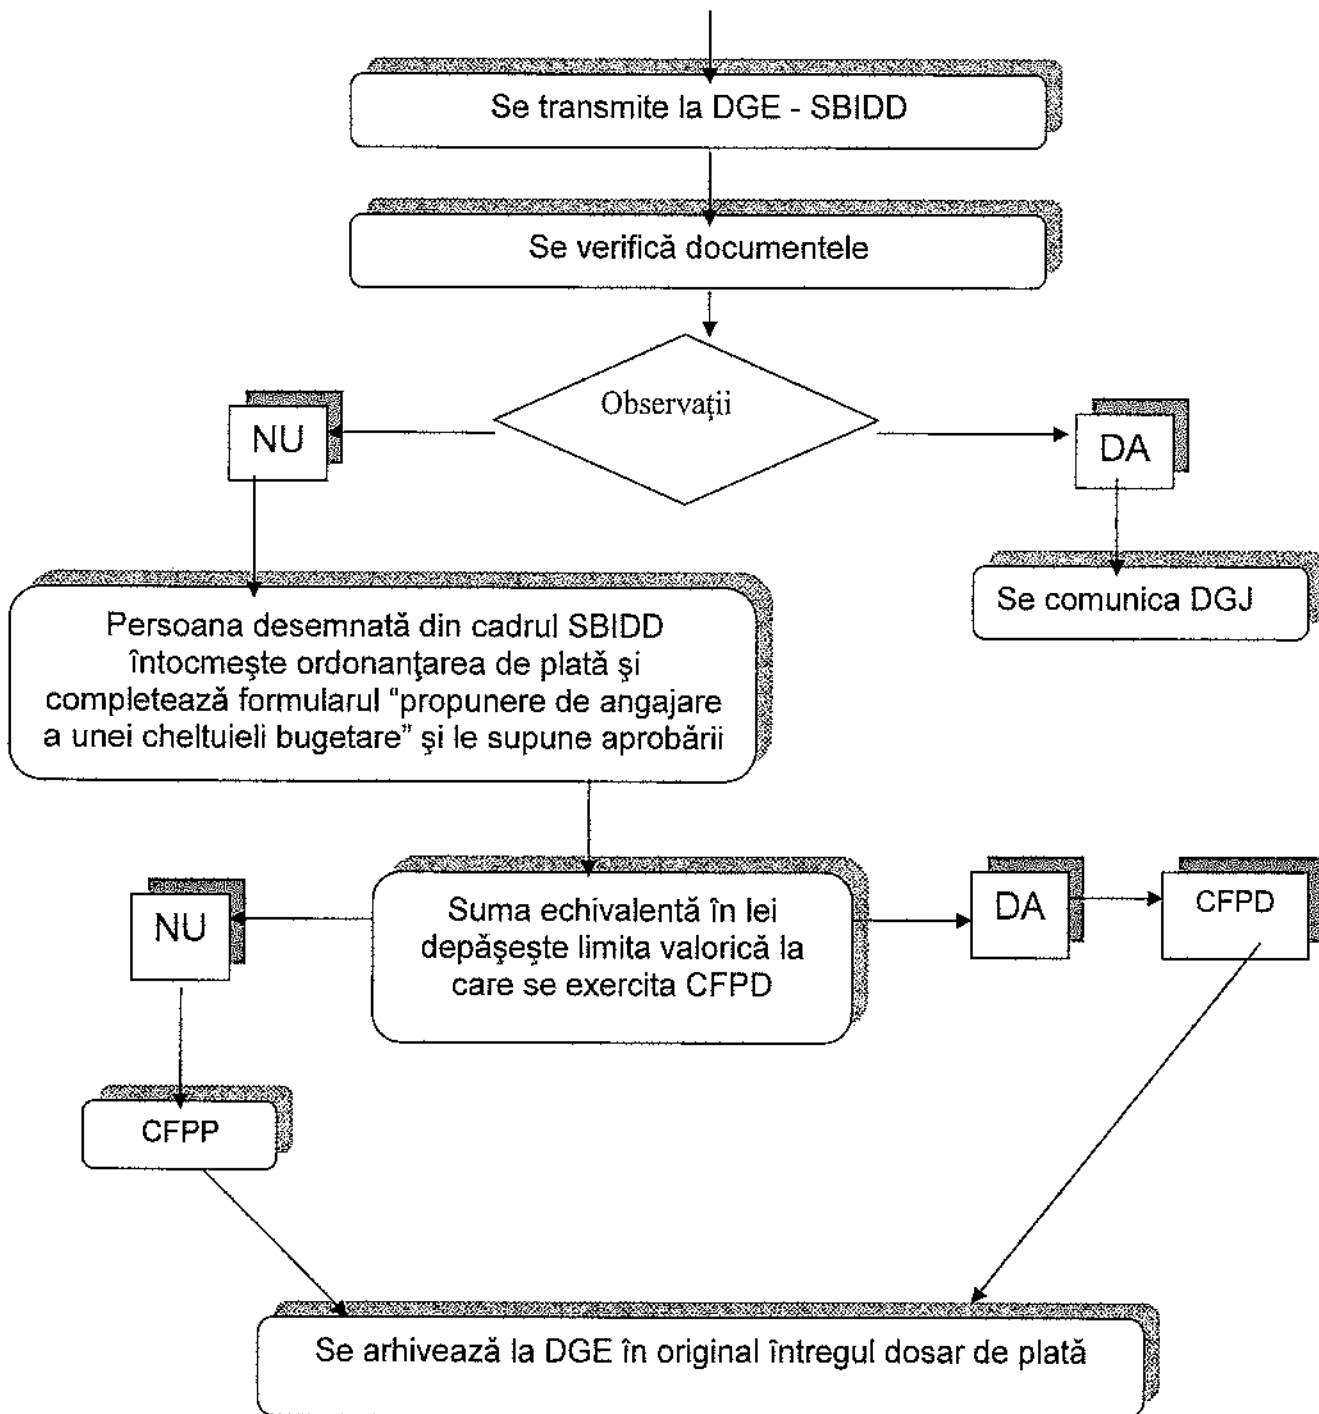 Se transmite la DGE - SBIDD
Se verifică documentele
Observaţii
NU
DA
Se comunica DGJ
Persoana desemnată din cadrul SBIDD
întocmeşte ordonanţarea de plată şi
completează formularul “propunere de angajare
a unei cheltuieli bugetare” şi le supune aprobării
NU
Suma echivalentă în lei
depăşeşte limita valorică la
care se exercita CFPD
DA
CFPD
CFPP
Se arhivează la DGE în original întregul dosar de plată